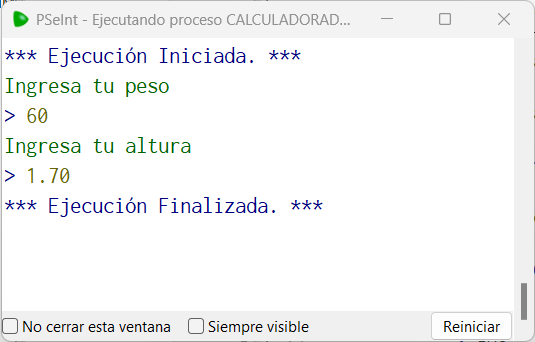 PSeInt - Ejecutando proceso CALCULADORAD...
*** Ejecución Iniciada. ***
Ingresa tu peso
> 60
Ingresa tu altura
> 1.70
*** Ejecución Finalizada. ***
No cerrar esta ventana Siempre visible Reiniciar